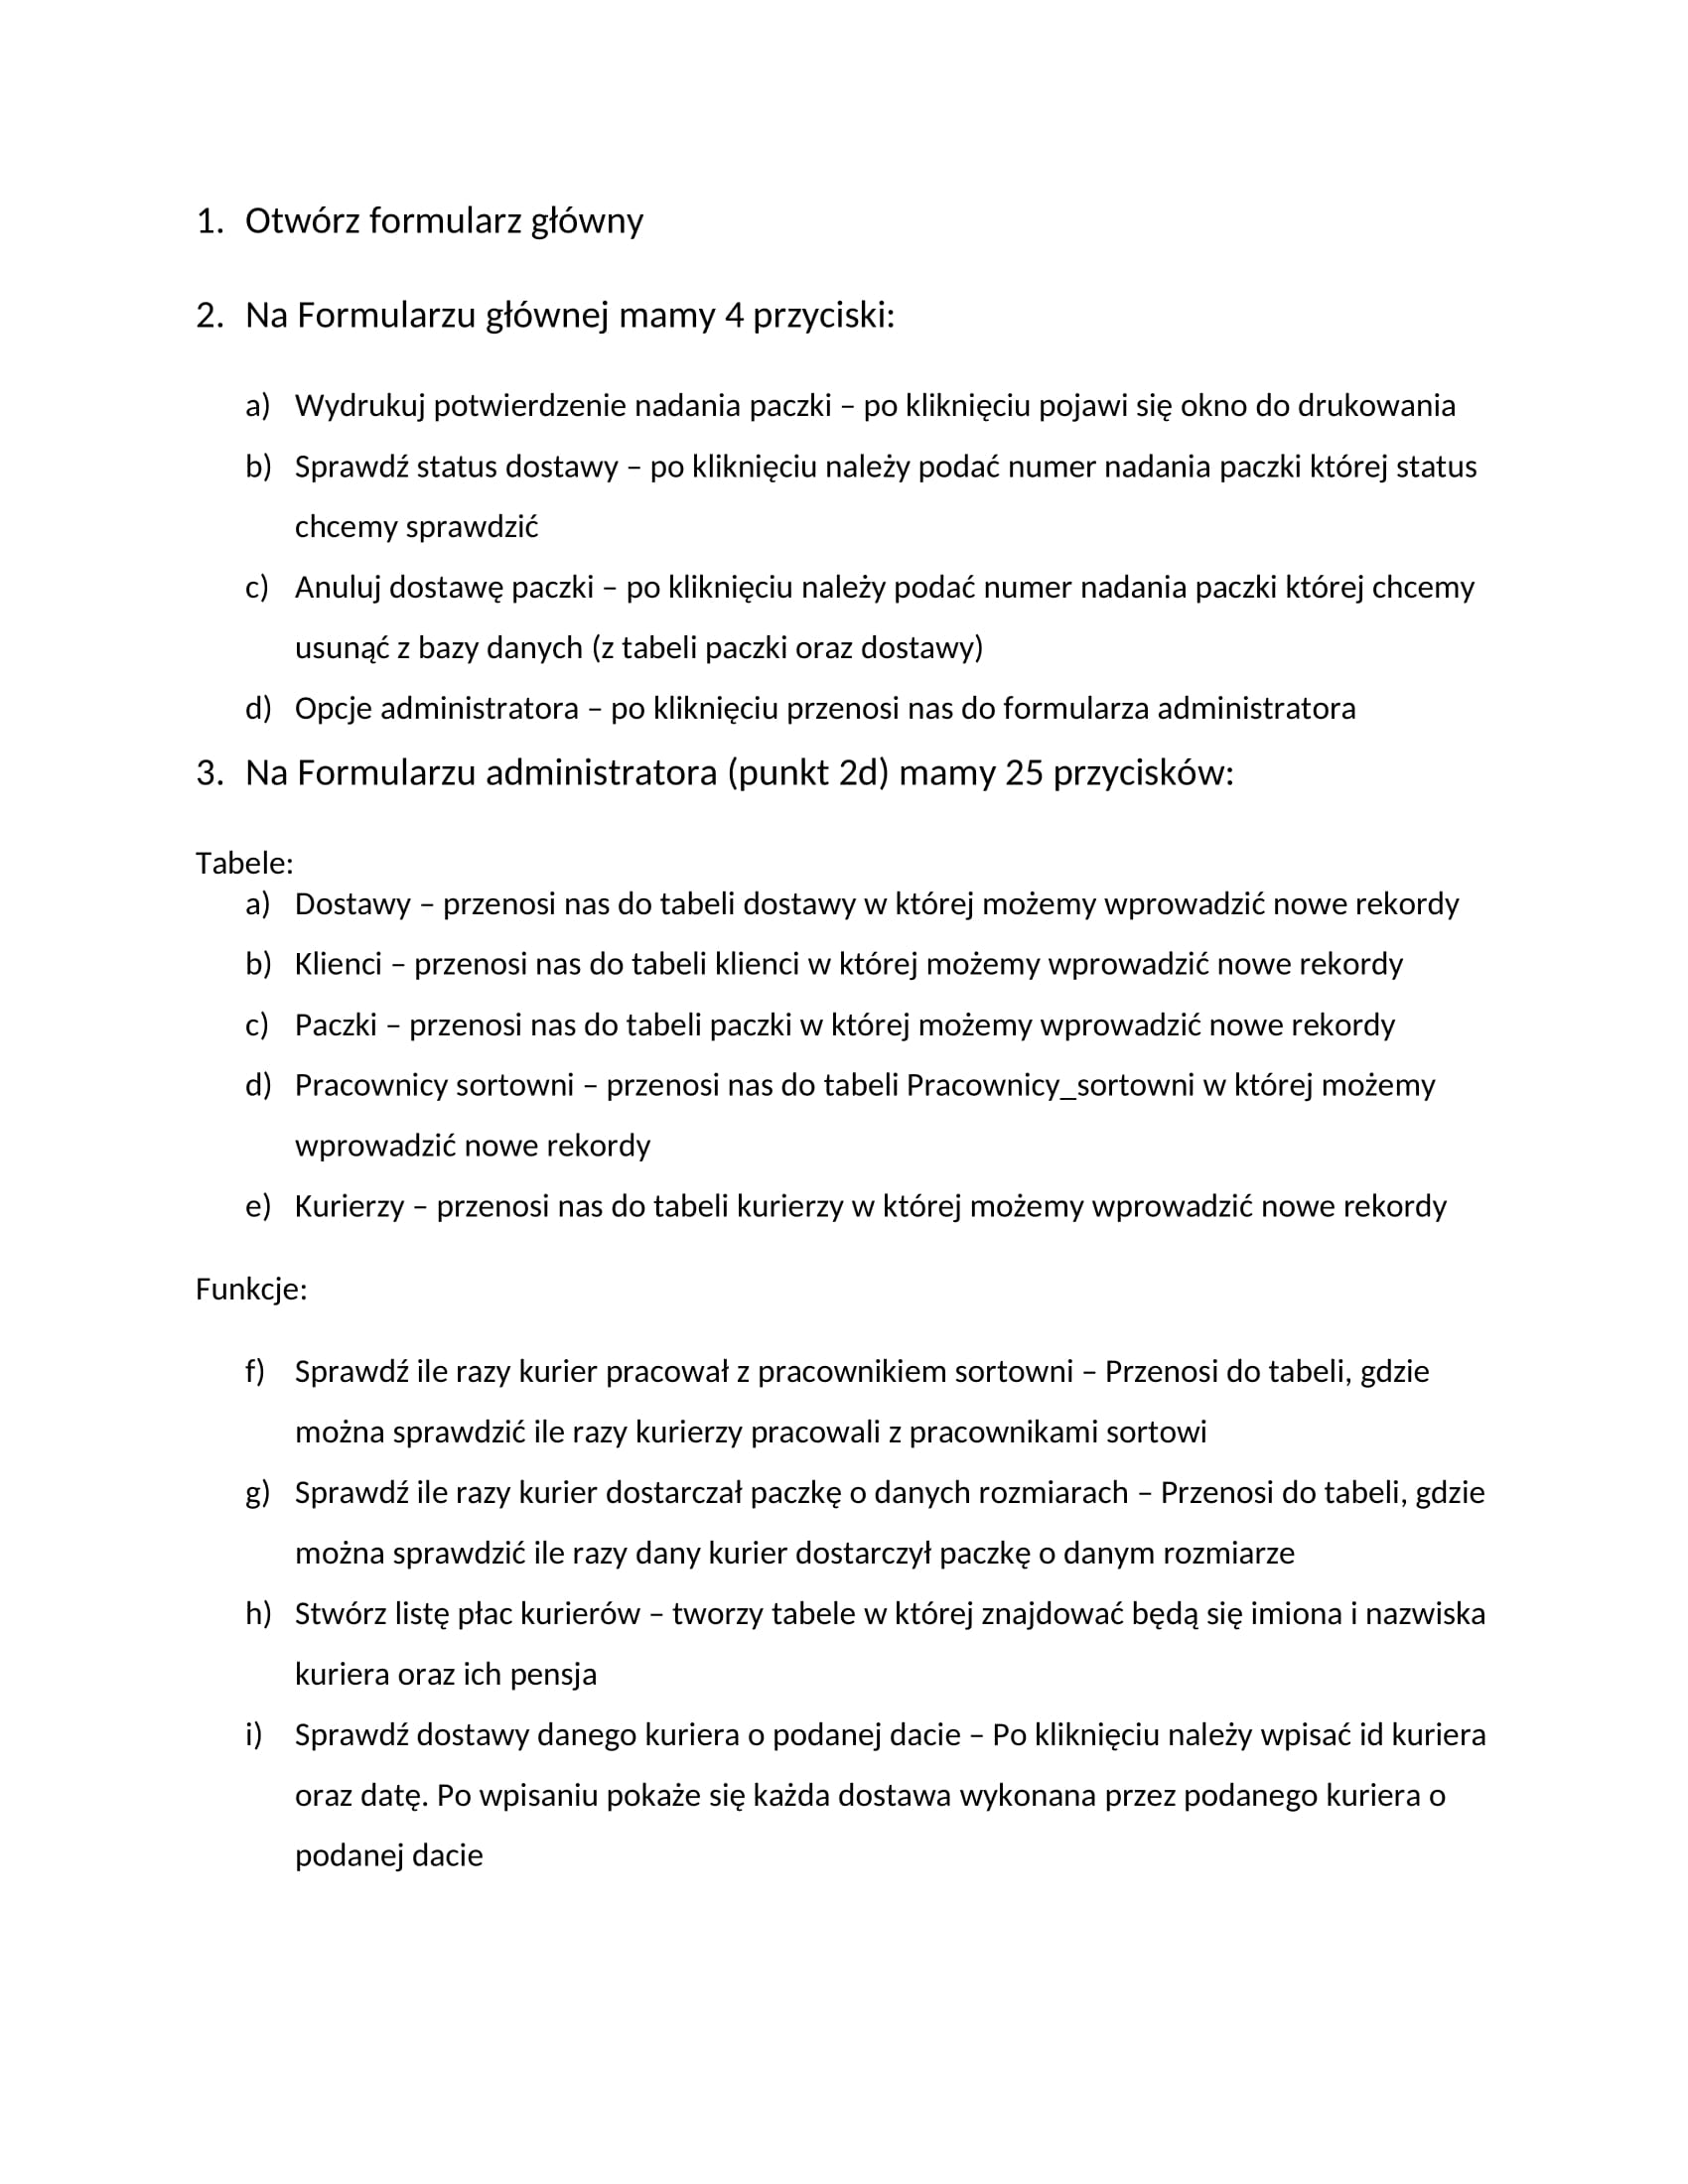 1. Otwórz formularz główny
2. Na Formularzu głównej mamy 4 przyciski:
a) Wydrukuj potwierdzenie nadania paczki – po kliknięciu pojawi się okno do drukowania
b) Sprawdź status dostawy – po kliknięciu należy podać numer nadania paczki której status
chcemy sprawdzić
c) Anuluj dostawę paczki – po kliknięciu należy podać numer nadania paczki której chcemy
usunąć z bazy danych (z tabeli paczki oraz dostawy)
d) Opcje administratora – po kliknięciu przenosi nas do formularza administratora
3. Na Formularzu administratora (punkt 2d) mamy 25 przycisków:
Tabele:
a) Dostawy – przenosi nas do tabeli dostawy w której możemy wprowadzić nowe rekordy
b) Klienci – przenosi nas do tabeli klienci w której możemy wprowadzić nowe rekordy
c) Paczki – przenosi nas do tabeli paczki w której możemy wprowadzić nowe rekordy
d) Pracownicy sortowni – przenosi nas do tabeli Pracownicy_sortowni w której możemy
wprowadzić nowe rekordy
e) Kurierzy – przenosi nas do tabeli kurierzy w której możemy wprowadzić nowe rekordy
Funkcje:
f) Sprawdź ile razy kurier pracował z pracownikiem sortowni – Przenosi do tabeli, gdzie
można sprawdzić ile razy kurierzy pracowali z pracownikami sortowi
g) Sprawdź ile razy kurier dostarczał paczkę o danych rozmiarach – Przenosi do tabeli, gdzie
można sprawdzić ile razy dany kurier dostarczył paczkę o danym rozmiarze
h) Stwórz listę płac kurierów – tworzy tabele w której znajdować będą się imiona i nazwiska
kuriera oraz ich pensja
i) Sprawdź dostawy danego kuriera o podanej dacie – Po kliknięciu należy wpisać id kuriera
oraz datę. Po wpisaniu pokaże się każda dostawa wykonana przez podanego kuriera o
podanej dacie